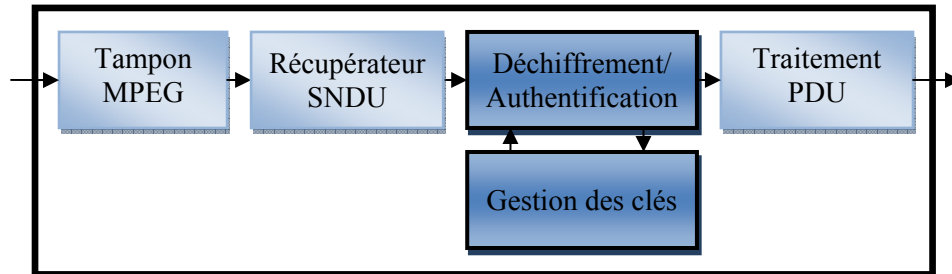 Tampon
MPEG
Récupérateur
SNDU
Déchiffrement/
Authentification
Traitement
PDU
Gestion des clés